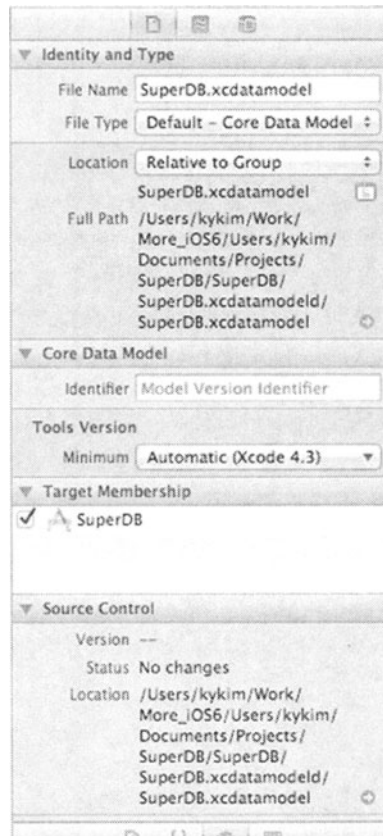 Identity and Type
File Name SuperDB.xcdatamodel
File Type Default - Core Data Model
Location Relative to Group
SuperDB.xcdatamodel
Full Path /Users/kykim/Work/
More_iOS6/Users/kykim/
Documents/Projects/
SuperDB/SuperDB/
SuperDB.xcdatamodeld/
SuperDB.xcdatamodel
Core Data Model
Identifier Model Version Identifier
Tools Version
Minimum Automatic (Xcode 4.3)
Target Membership
SuperDB
Source Control
Version --
Status No changes
Location /Users/kykim/Work/
More_iOS6/Users/kykim/
Documents/Projects/
SuperDB/SuperDB/
SuperDB.xcdatamodeld/
SuperDB.xcdatamodel